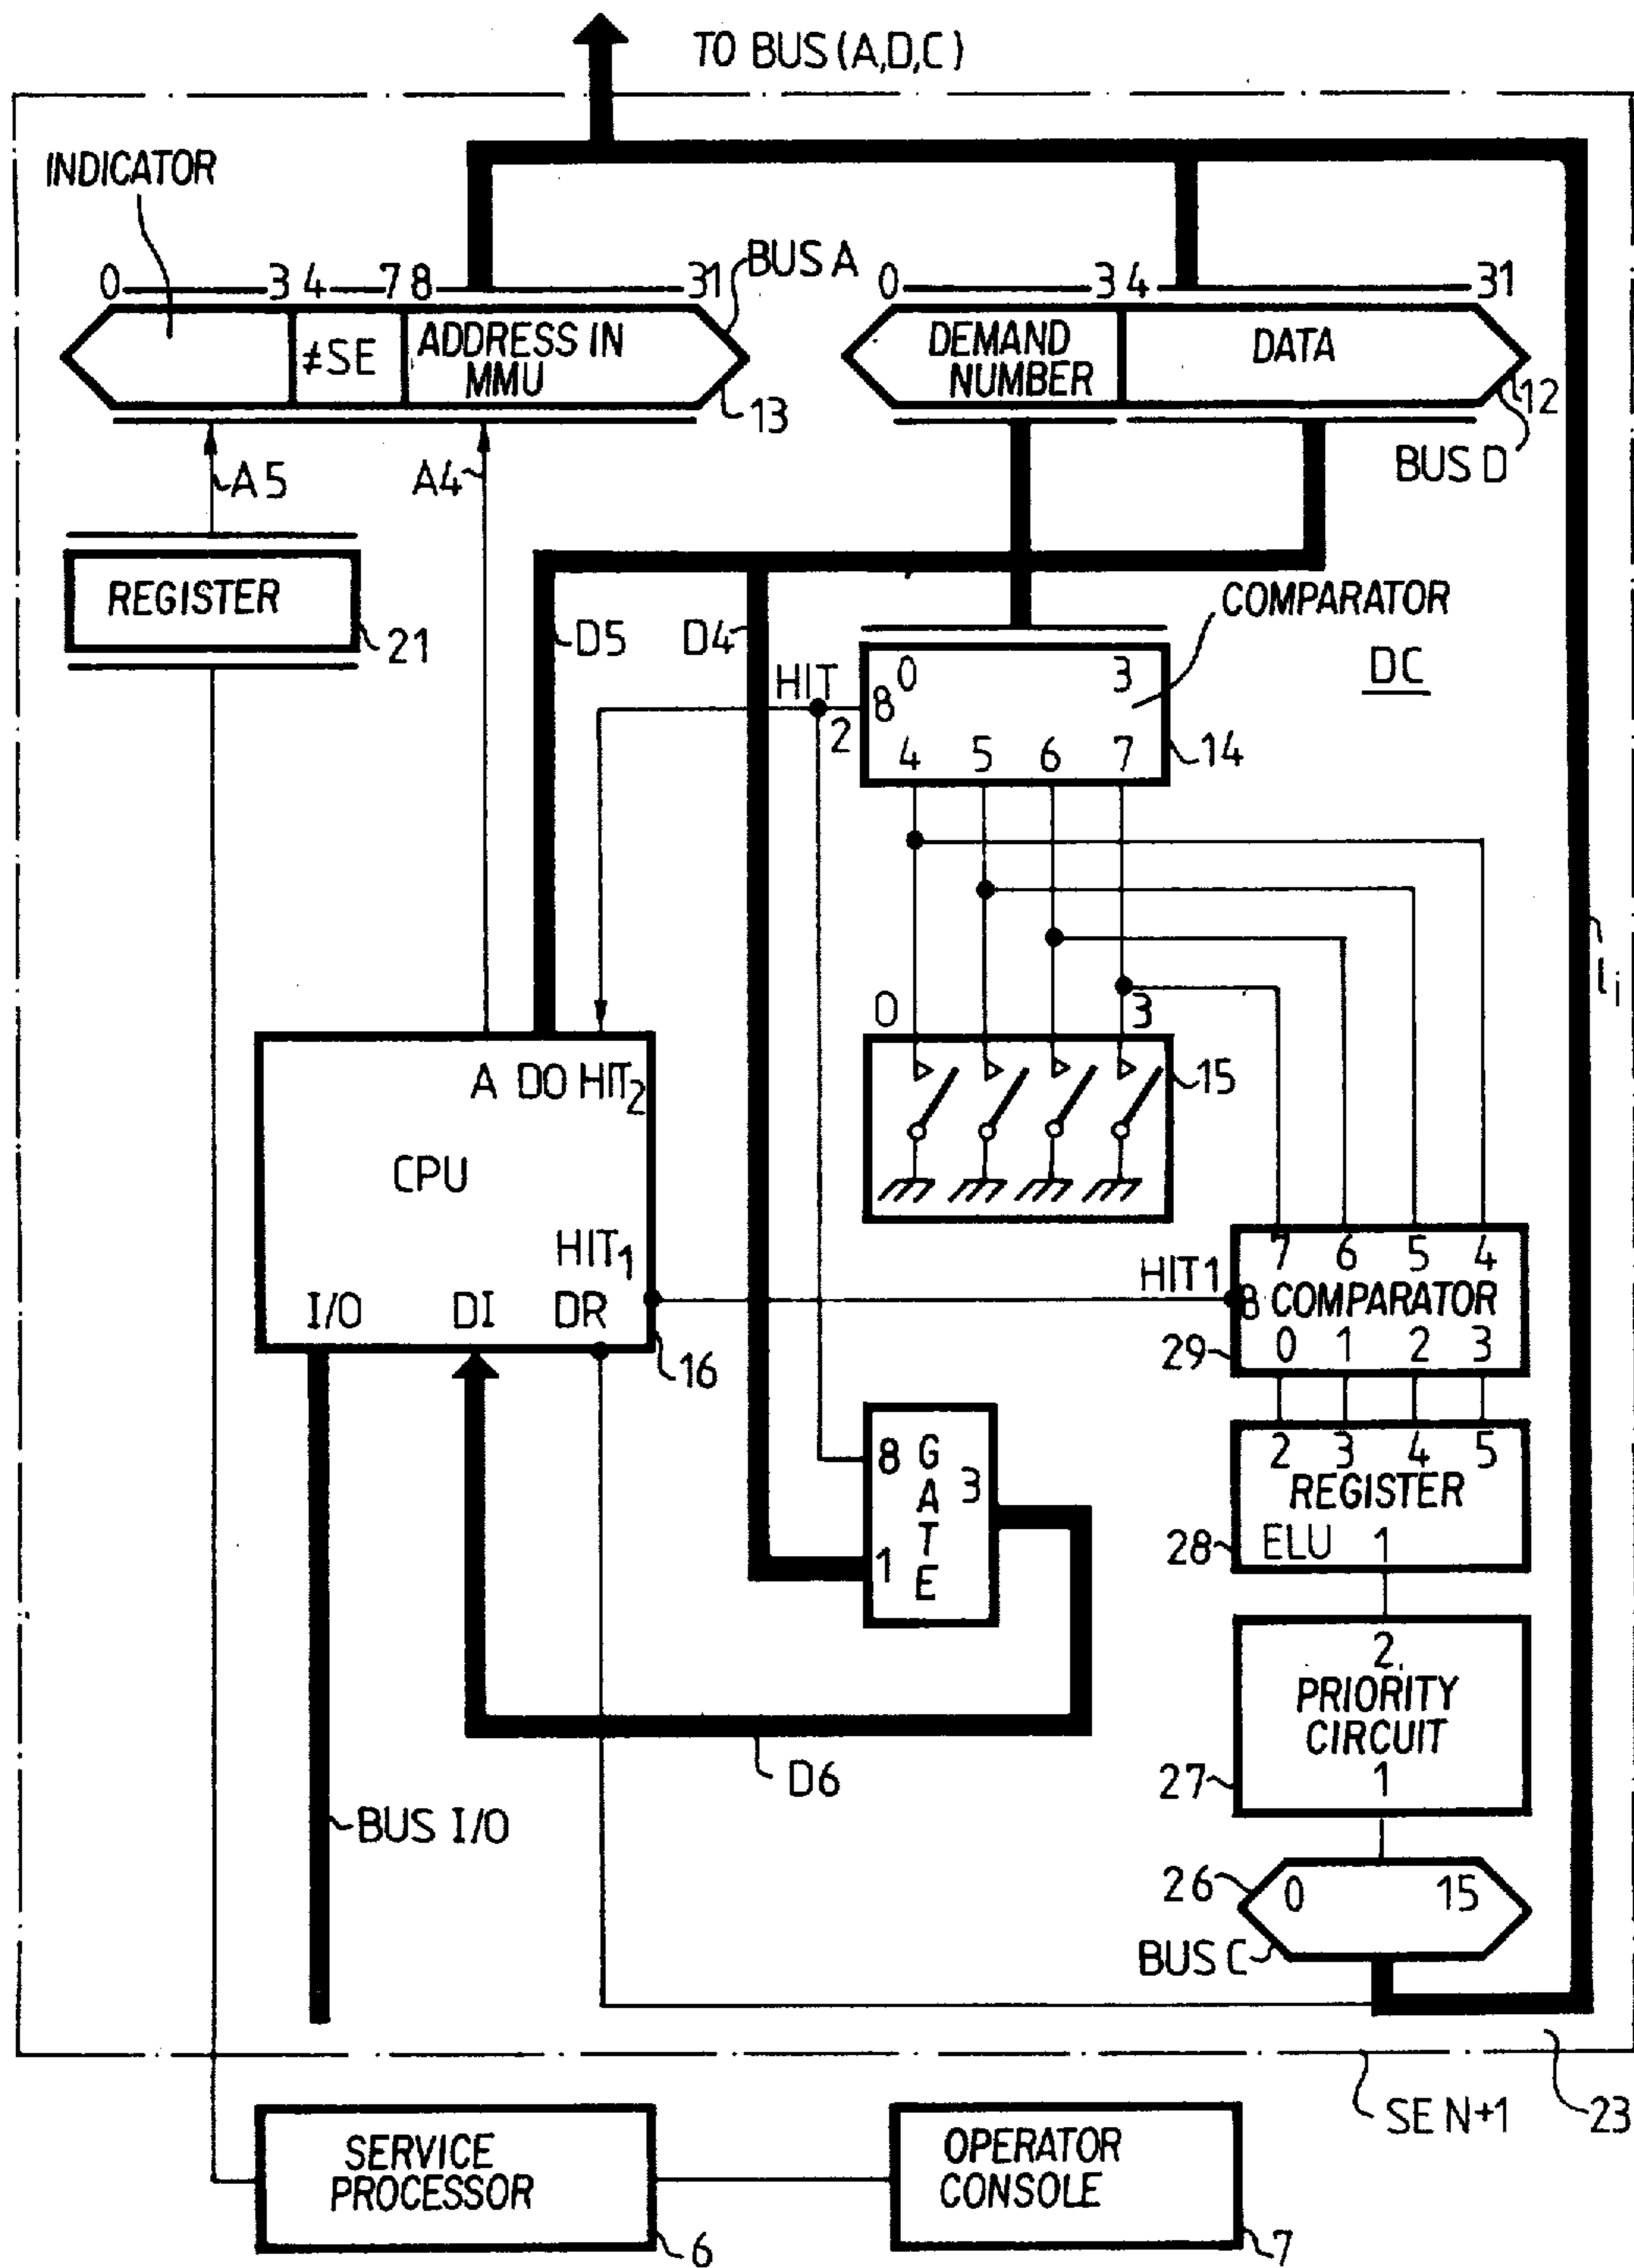 TO BUS (A,D,C)
INDICATOR
0 3 4 7 8 31
BUS A
0 3 4 31
≠SE
ADDRESS IN
MMU
13
DEMAND
NUMBER
DATA
12
BUS D
A5
A4
REGISTER
21
D5
D4
COMPARATOR
DC
HIT
2
8
0 3
4 5 6 7
14
li
0 3
15
A DO HIT2
CPU
HIT1
I/O DI DR
16
HIT1
7 6 5 4
8 COMPARATOR
0 1 2 3
29
8
1
GATE
3
2 3 4 5
REGISTER
ELU 1
28
2
PRIORITY
CIRCUIT
1
27
D6
BUS I/O
26
0 15
BUS C
SE N+1
23
SERVICE
PROCESSOR
6
OPERATOR
CONSOLE
7